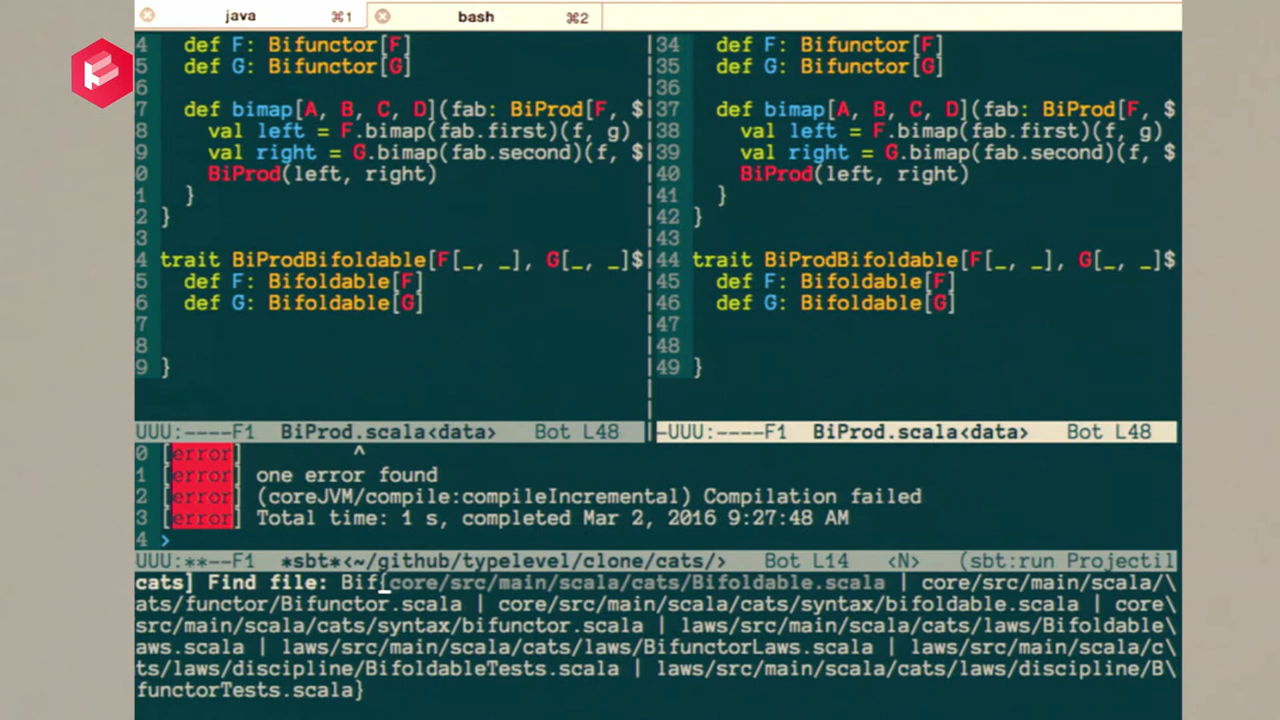 java ⌘1 bash ⌘2
4 def F: Bifunctor[F]
5 def G: Bifunctor[G]
6
7 def bimap[A, B, C, D](fab: BiProd[F, $
8 val left = F.bimap(fab.first)(f, g)
9 val right = G.bimap(fab.second)(f, $
0 BiProd(left, right)
1 }
2 }
3
4 trait BiProdBifoldable[F[_, _], G[_, _]$
5 def F: Bifoldable[F]
6 def G: Bifoldable[G]
7
8
9 }
UUU:----F1 BiProd.scala<data> Bot L48
34 def F: Bifunctor[F]
35 def G: Bifunctor[G]
36
37 def bimap[A, B, C, D](fab: BiProd[F, $
38 val left = F.bimap(fab.first)(f, g)
39 val right = G.bimap(fab.second)(f, $
40 BiProd(left, right)
41 }
42 }
43
44 trait BiProdBifoldable[F[_, _], G[_, _]$
45 def F: Bifoldable[F]
46 def G: Bifoldable[G]
47
48
49 }
-UUU:----F1 BiProd.scala<data> Bot L48
0 [error] ^
1 [error] one error found
2 [error] (coreJVM/compile:compileIncremental) Compilation failed
3 [error] Total time: 1 s, completed Mar 2, 2016 9:27:48 AM
4 >
UUU:**--F1 *sbt*<~/github/typelevel/clone/cats/> Bot L14 <N> (sbt:run Projectil
cats] Find file: Bif{core/src/main/scala/cats/Bifoldable.scala | core/src/main/scala/\
ats/functor/Bifunctor.scala | core/src/main/scala/cats/syntax/bifoldable.scala | core\
src/main/scala/cats/syntax/bifunctor.scala | laws/src/main/scala/cats/laws/Bifoldable\
aws.scala | laws/src/main/scala/cats/laws/BifunctorLaws.scala | laws/src/main/scala/c\
ts/laws/discipline/BifoldableTests.scala | laws/src/main/scala/cats/laws/discipline/B\
functorTests.scala}